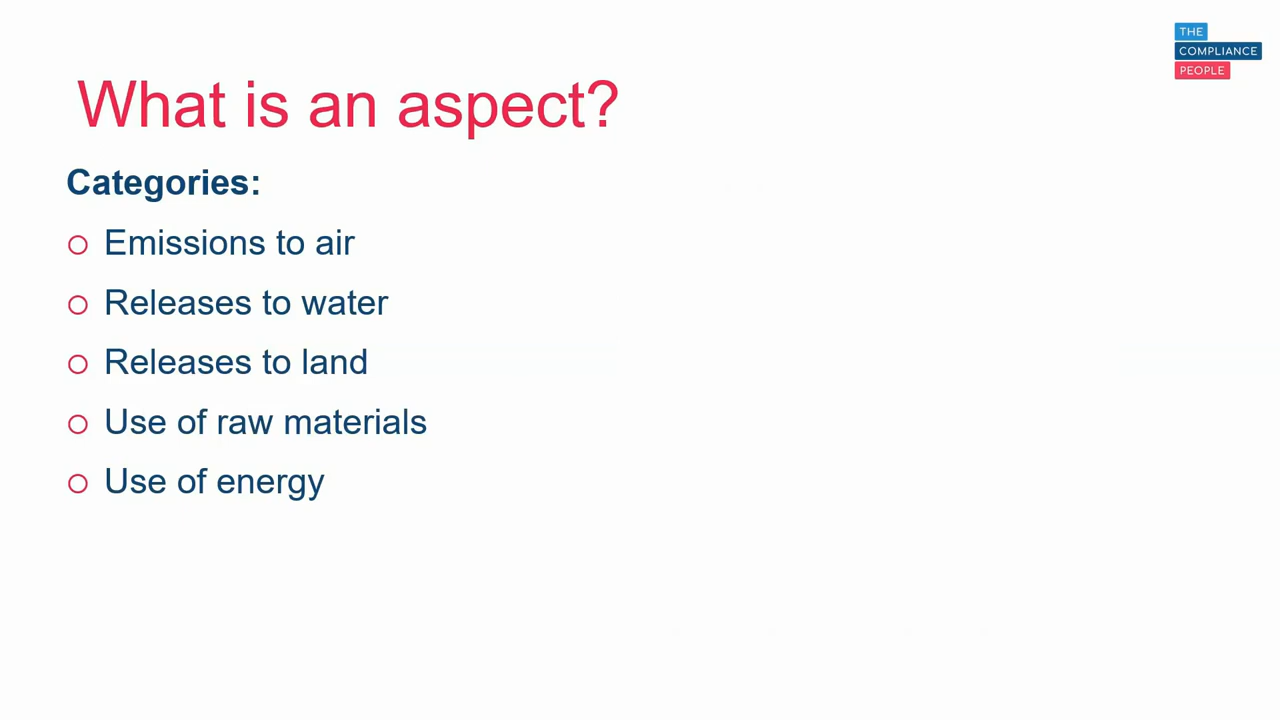 THE
COMPLIANCE
PEOPLE
What is an aspect?
Categories:
Emissions to air
Releases to water
Releases to land
Use of raw materials
Use of energy